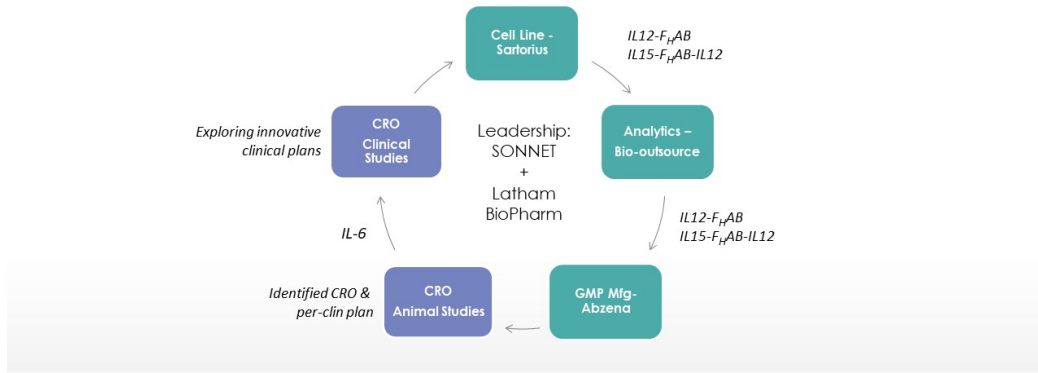 Cell Line -
Sartorius
IL12-FHAB
IL15-FHAB-IL12
Analytics –
Bio-outsource
IL12-FHAB
IL15-FHAB-IL12
GMP Mfg-
Abzena
CRO
Animal Studies
Identified CRO &
per-clin plan
IL-6
CRO
Clinical
Studies
Exploring innovative
clinical plans
Leadership:
SONNET
+
Latham
BioPharm